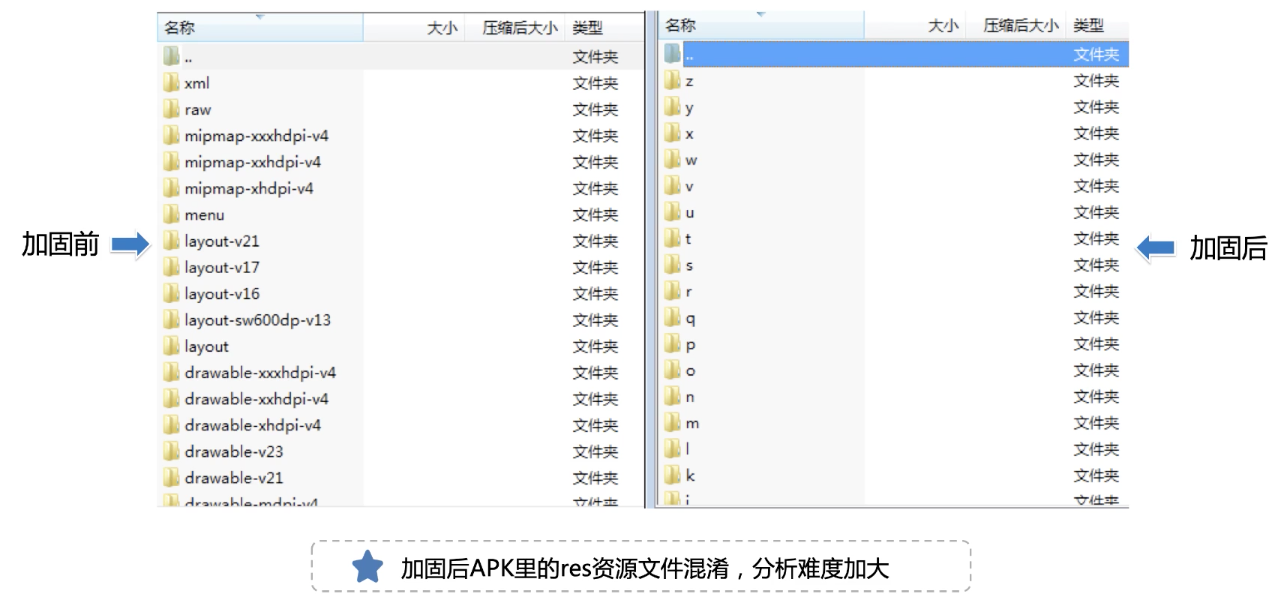 名称 大小 压缩后大小 类型
.. 文件夹
xml 文件夹
raw 文件夹
mipmap-xxxhdpi-v4 文件夹
mipmap-xxhdpi-v4 文件夹
mipmap-xhdpi-v4 文件夹
menu 文件夹
layout-v21 文件夹
layout-v17 文件夹
layout-v16 文件夹
layout-sw600dp-v13 文件夹
layout 文件夹
drawable-xxxhdpi-v4 文件夹
drawable-xxhdpi-v4 文件夹
drawable-xhdpi-v4 文件夹
drawable-v23 文件夹
drawable-v21 文件夹
drawable-mdpi-v4 文件夹
加固前
名称 大小 压缩后大小 类型
.. 文件夹
z 文件夹
y 文件夹
x 文件夹
w 文件夹
v 文件夹
u 文件夹
t 文件夹
s 文件夹
r 文件夹
q 文件夹
p 文件夹
o 文件夹
n 文件夹
m 文件夹
l 文件夹
k 文件夹
j 文件夹
加固后
加固后APK里的res资源文件混淆，分析难度加大